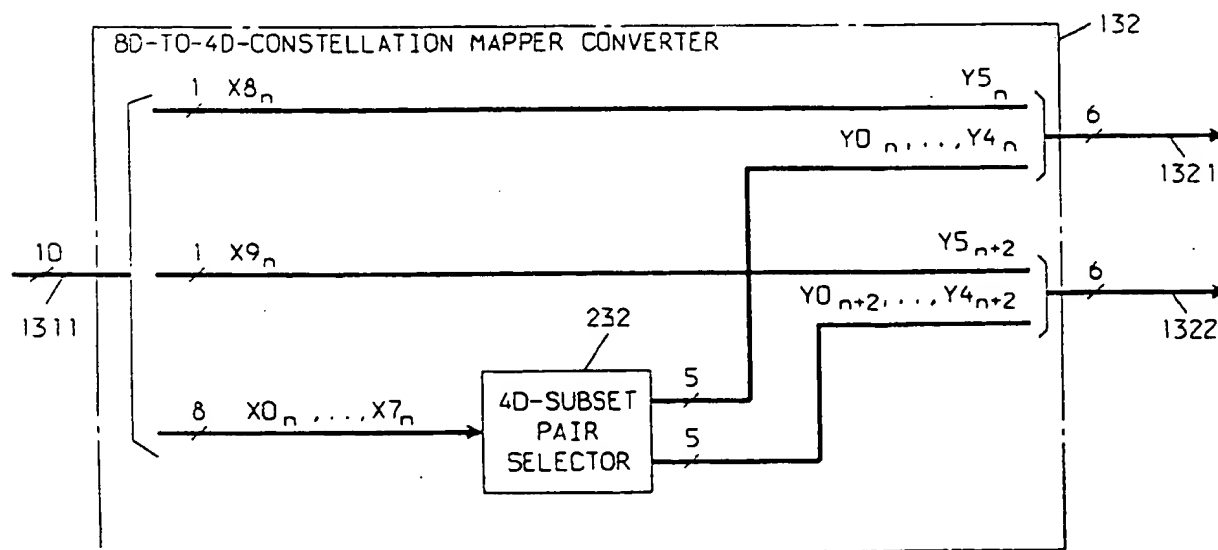 8D-TO-4D-CONSTELLATION MAPPER CONVERTER
132
1 X8n Y5n
6
Y0n,...,Y4n
1321
10
1 X9n Y5n+2
6
Y0n+2,...,Y4n+2
1311
1322
232
8 X0n,...,X7n
4D-SUBSET
PAIR
SELECTOR
5
5